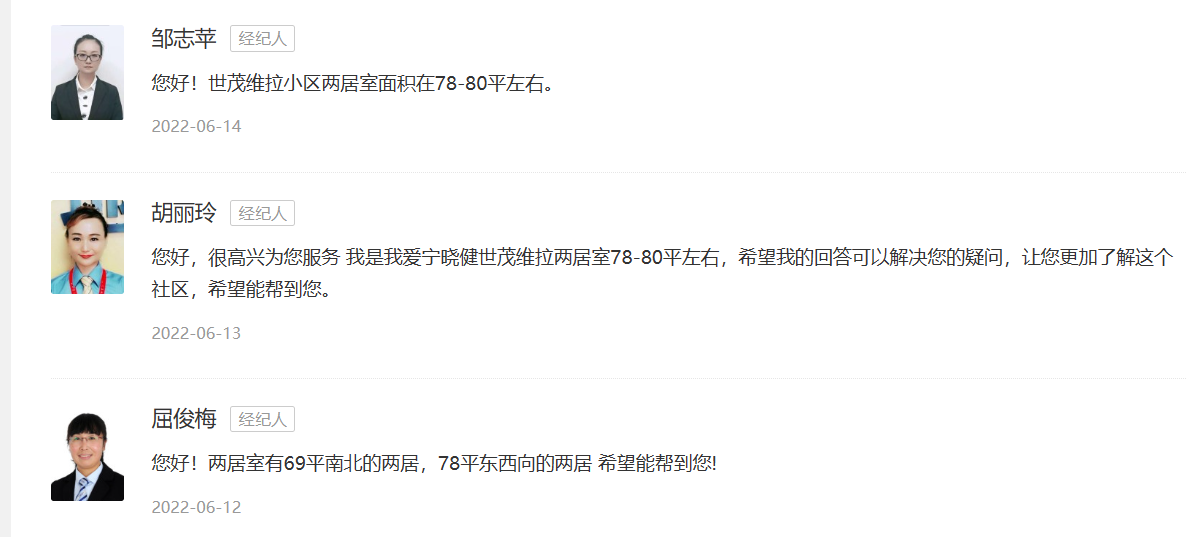 邹志苹 经纪人
您好！世茂维拉小区两居室面积在78-80平左右。
2022-06-14
胡丽玲 经纪人
您好，很高兴为您服务 我是我爱宁晓健世茂维拉两居室78-80平左右，希望我的回答可以解决您的疑问，让您更加了解这个
社区，希望能帮到您。
2022-06-13
屈俊梅 经纪人
您好！两居室有69平南北的两居，78平东西向的两居 希望能帮到您!
2022-06-12